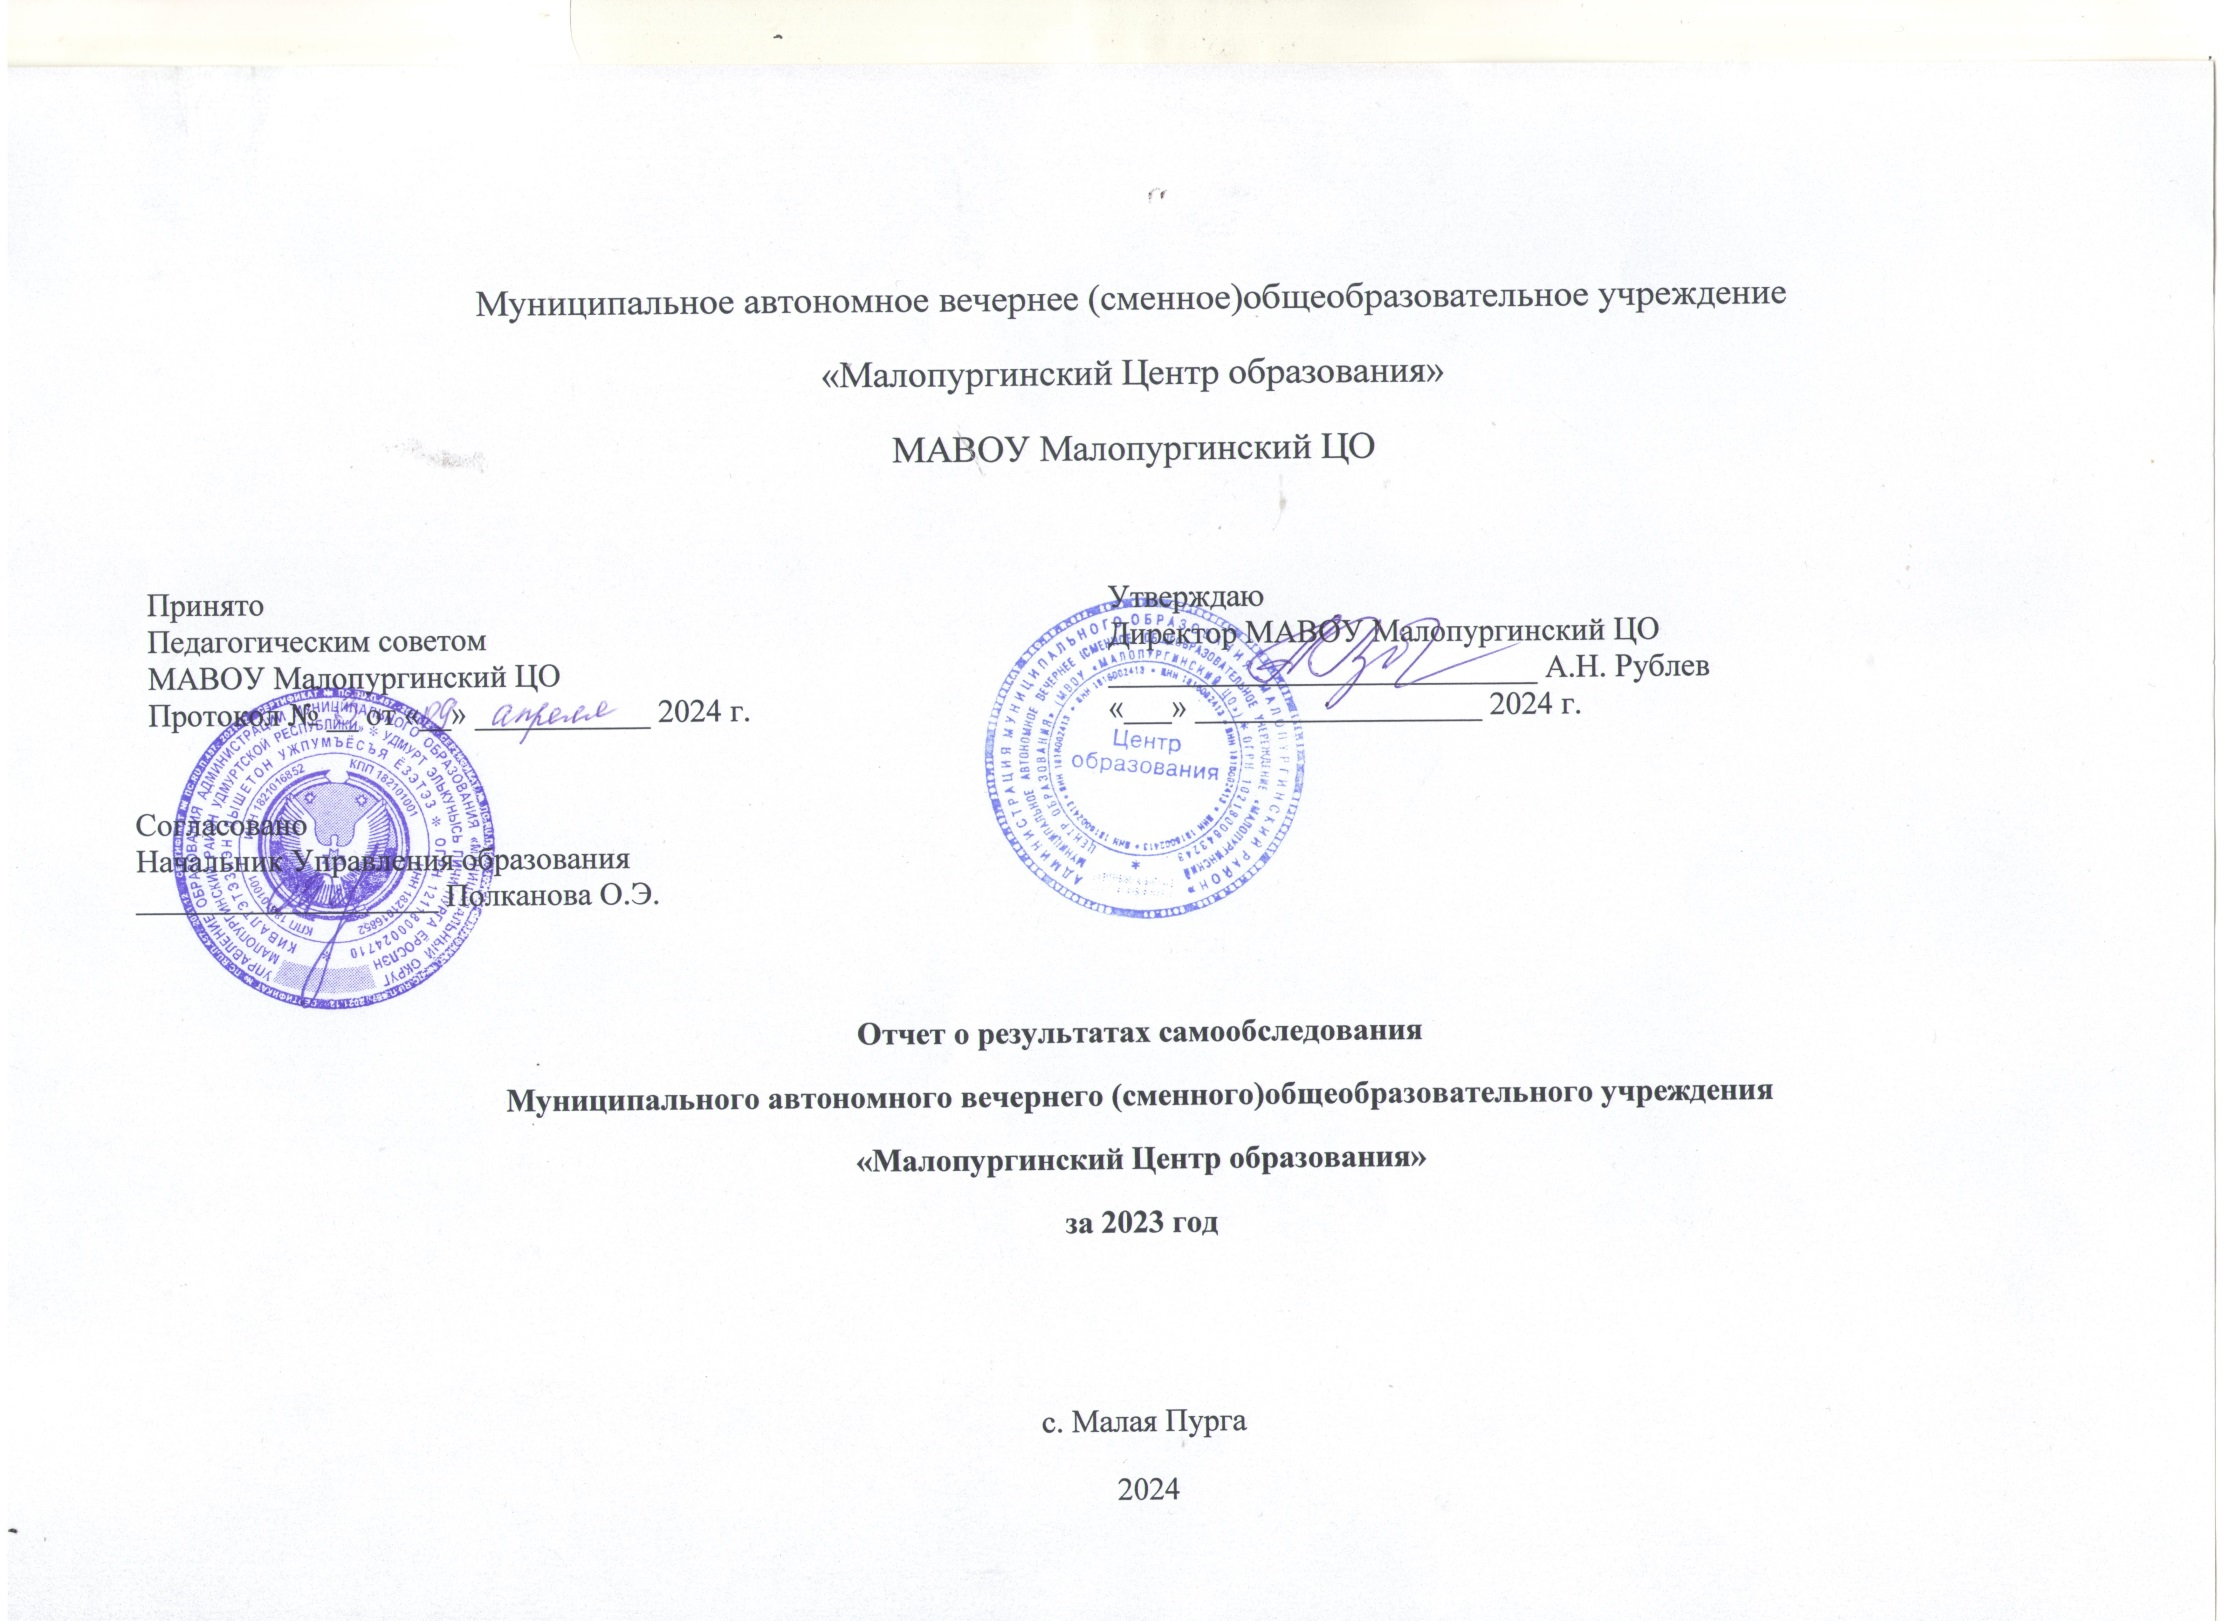 Муниципальное автономное вечернее (сменное)общеобразовательное учреждение
«Малопургинский Центр образования»
МАВОУ Малопургинский ЦО
Принято
Педагогическим советом
МАВОУ Малопургинский ЦО
Протокол № от « » апреля 2024 г.
Утверждаю
Директор МАВОУ Малопургинский ЦО
А.Н. Рублев
«___» __________________ 2024 г.
Центр
образования
Согласовано
Начальник Управления образования
Полканова О.Э.
Отчет о результатах самообследования
Муниципального автономного вечернего (сменного)общеобразовательного учреждения
«Малопургинский Центр образования»
за 2023 год
с. Малая Пурга
2024